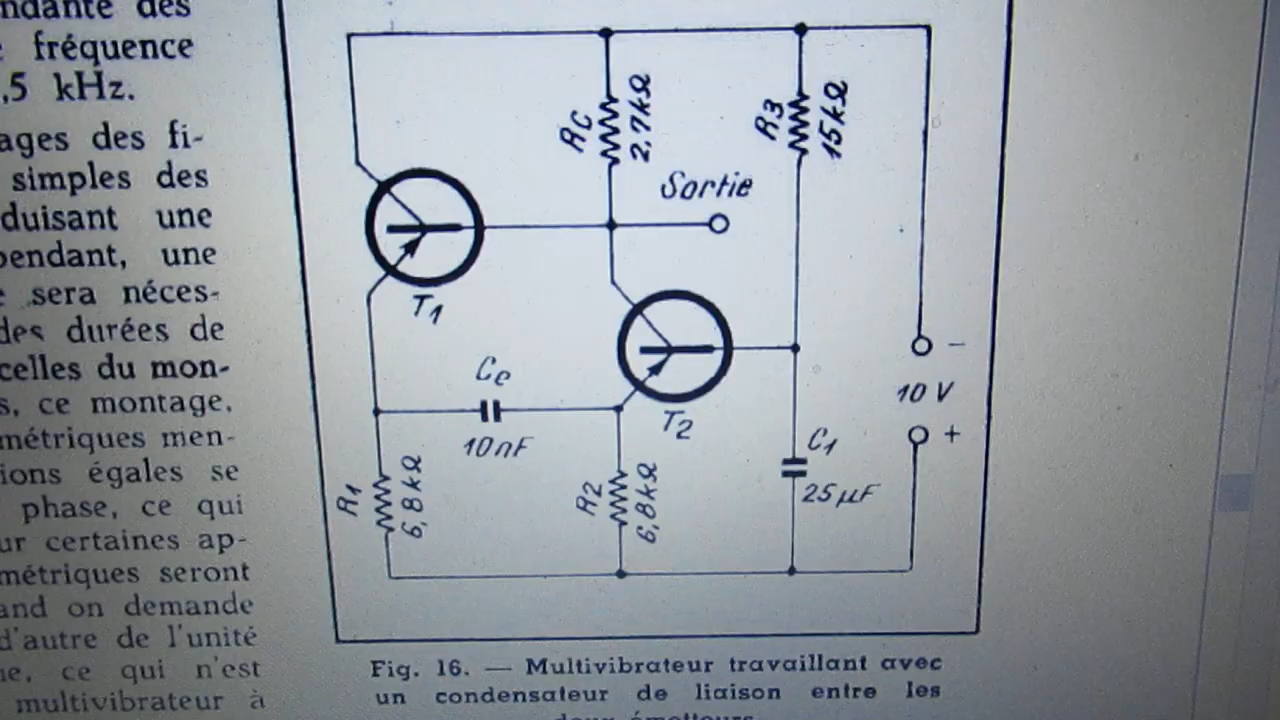 ndante des
fréquence
,5 kHz.
ages des fi-
simples des
duisant une
pendant, une
sera néces-
des durées de
celles du mon-
s, ce montage,
métriques men-
ions égales se
phase, ce qui
ur certaines ap-
métriques seront
and on demande
d'autre de l'unité
ne, ce qui n'est
multivibrateur à
RC
2,7kΩ
R3
15kΩ
Sortie
T1
Ce
10nF
T2
−
10 V
+
C1
25µF
R1
6,8kΩ
R2
6,8kΩ
Fig. 16. — Multivibrateur travaillant avec
un condensateur de liaison entre les
deux émetteurs.